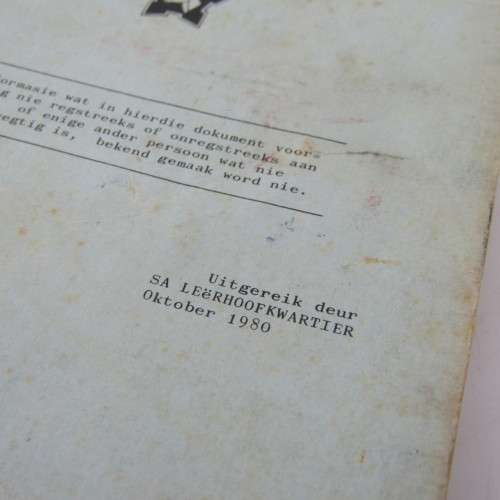 ormasie wat in hierdie dokument voor-
g nie regstreeks of onregstreeks aan
of enige ander persoon wat nie
egtig is, bekend gemaak word nie.
Uitgereik deur
SA LEëRHOOFKWARTIER
Oktober 1980